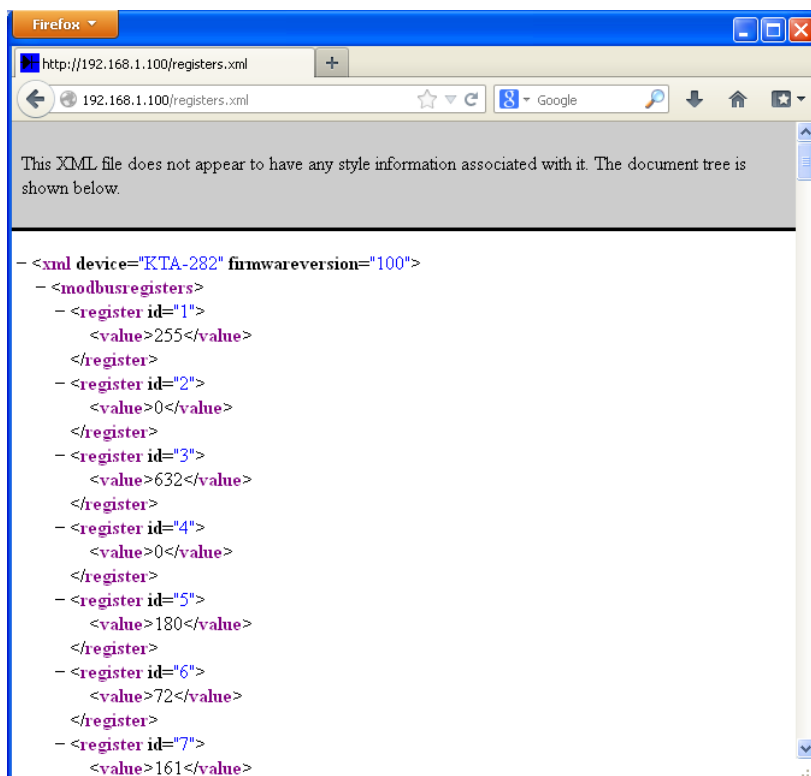 Firefox
http://192.168.1.100/registers.xml
192.168.1.100/registers.xml
Google
This XML file does not appear to have any style information associated with it. The document tree is
shown below.
− <xml device="KTA-282" firmwareversion="100">
− <modbusregisters>
− <register id="1">
<value>255</value>
</register>
− <register id="2">
<value>0</value>
</register>
− <register id="3">
<value>632</value>
</register>
− <register id="4">
<value>0</value>
</register>
− <register id="5">
<value>180</value>
</register>
− <register id="6">
<value>72</value>
</register>
− <register id="7">
<value>161</value>